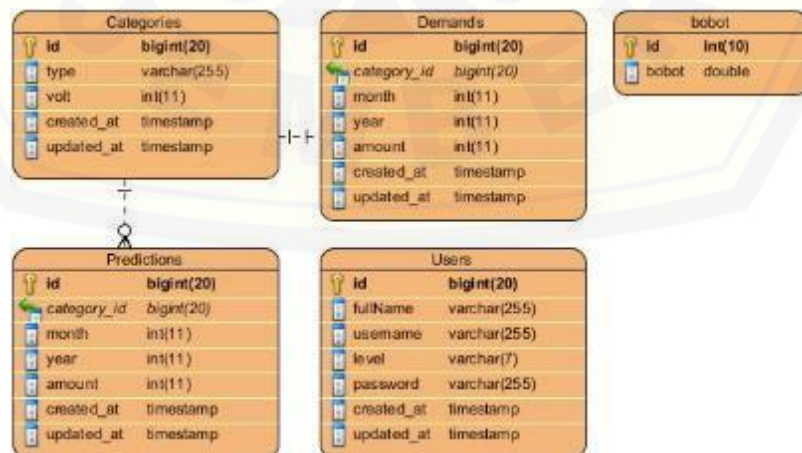 Categories
id bigint(20)
type varchar(255)
volt int(11)
created_at timestamp
updated_at timestamp
Demands
id bigint(20)
category_id bigint(20)
month int(11)
year int(11)
amount int(11)
created_at timestamp
updated_at timestamp
bobot
id int(10)
bobot double
Predictions
id bigint(20)
category_id bigint(20)
month int(11)
year int(11)
amount int(11)
created_at timestamp
updated_at timestamp
Users
id bigint(20)
fullName varchar(255)
username varchar(255)
level varchar(7)
password varchar(255)
created_at timestamp
updated_at timestamp